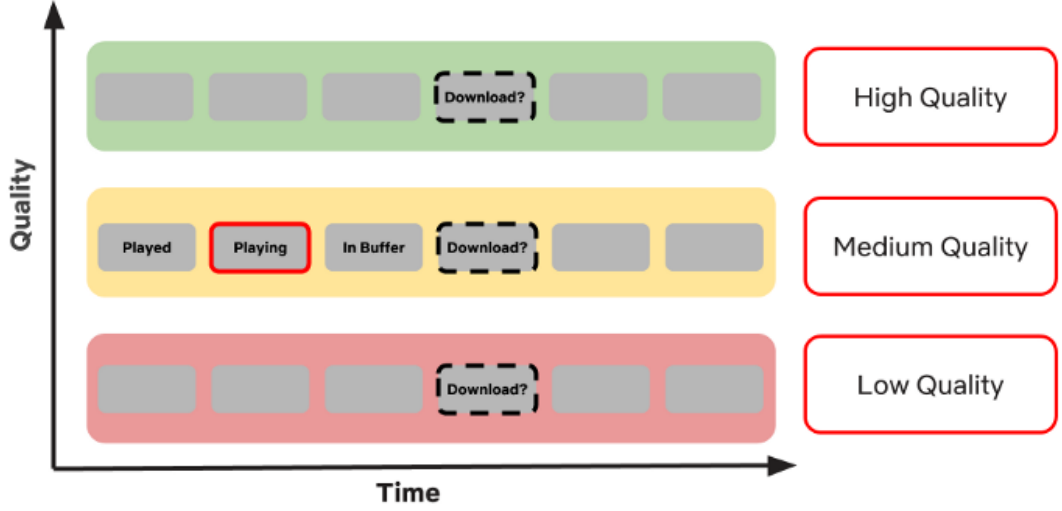 Quality
Download?
High Quality
Played
Playing
In Buffer
Download?
Medium Quality
Download?
Low Quality
Time